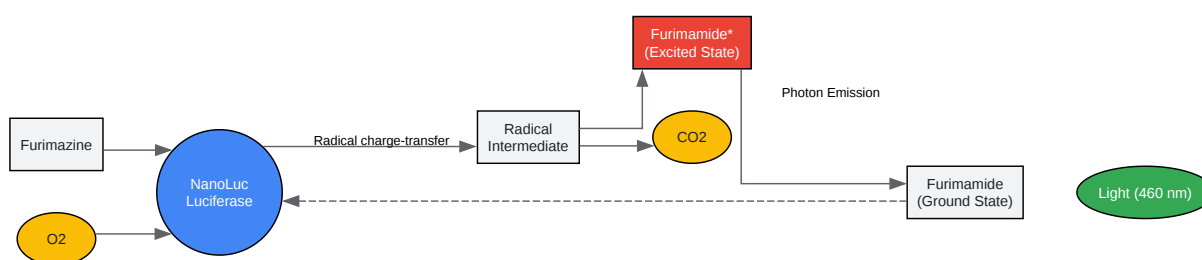 Furimamide*
(Excited State)
Photon Emission
Furimazine
Radical charge-transfer
Radical
Intermediate
CO2
NanoLuc
Luciferase
Furimamide
(Ground State)
Light (460 nm)
O2